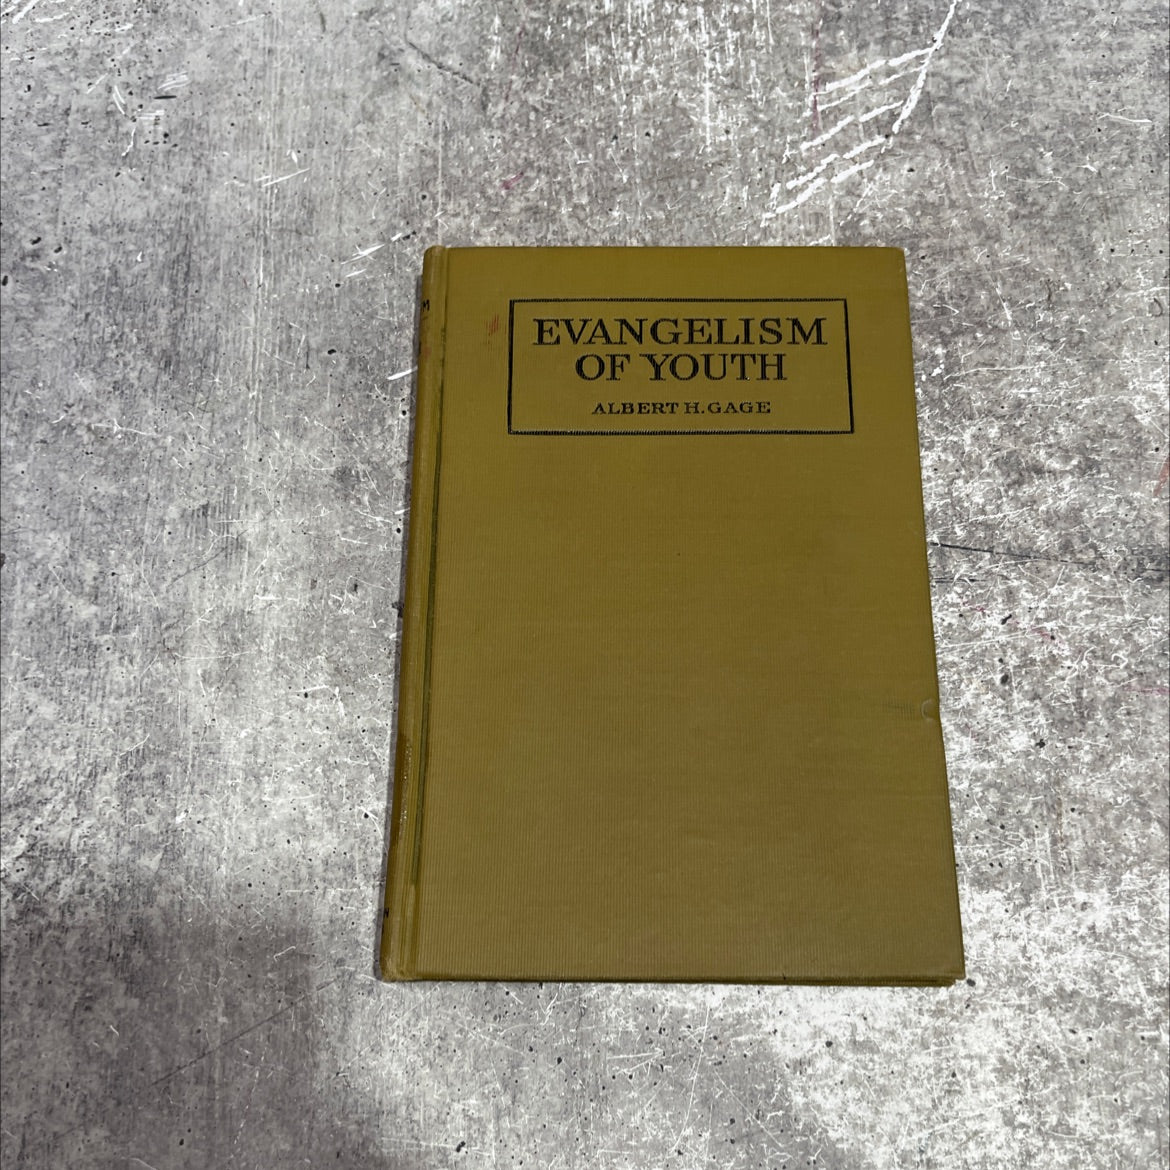 EVANGELISM
OF YOUTH
ALBERT H. GAGE